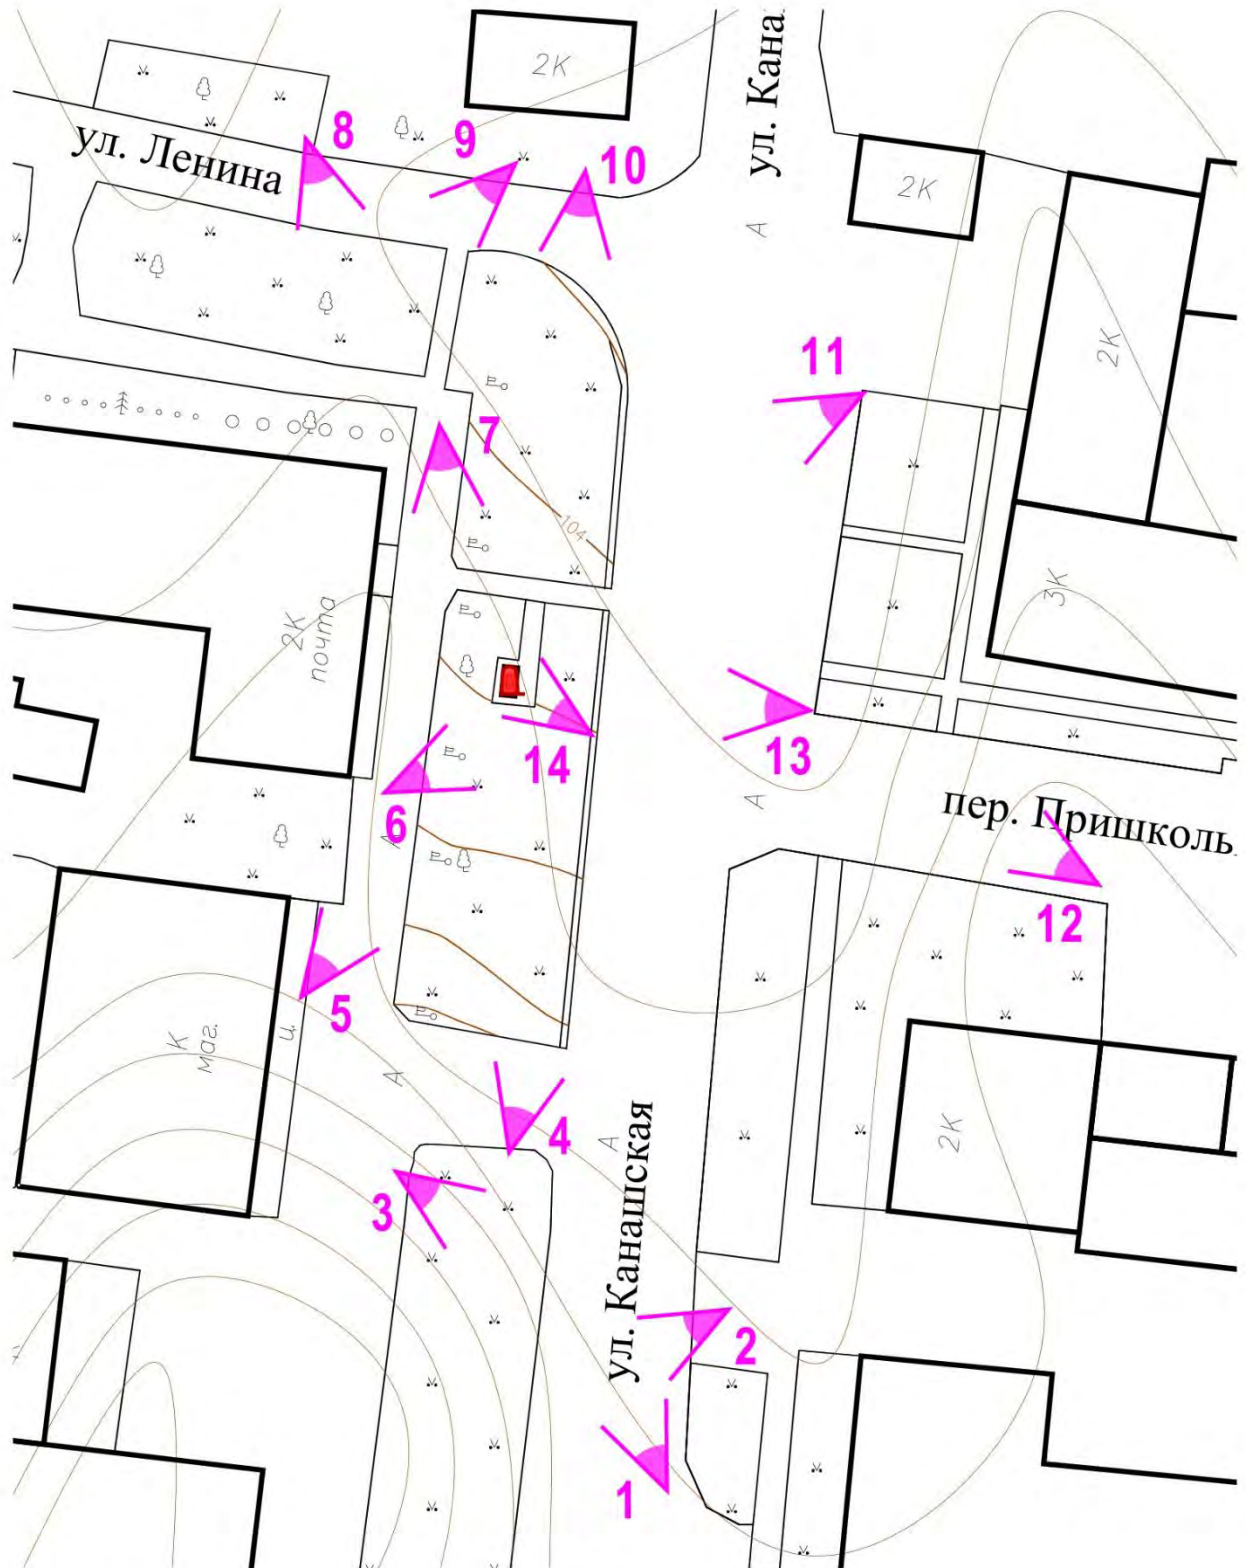 2К
ул. Кана
8
9
10
ул. Ленина
2К
А
11
2К
7
104
3К
2К
почта
14
13
6
А
А
пер. Пришколь
12
5
К
маг.
и.
А
4
А
3
2К
ул. Канашская
2
1